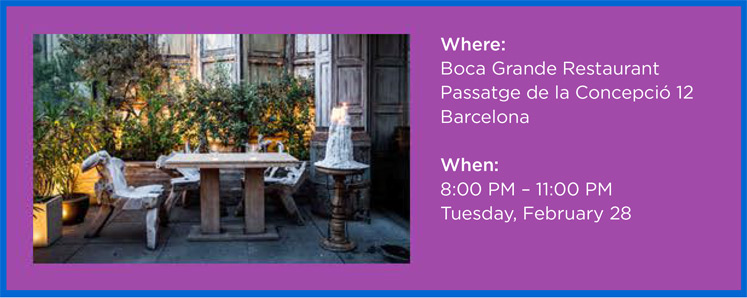 Where:
Boca Grande Restaurant
Passatge de la Concepció 12
Barcelona
When:
8:00 PM – 11:00 PM
Tuesday, February 28